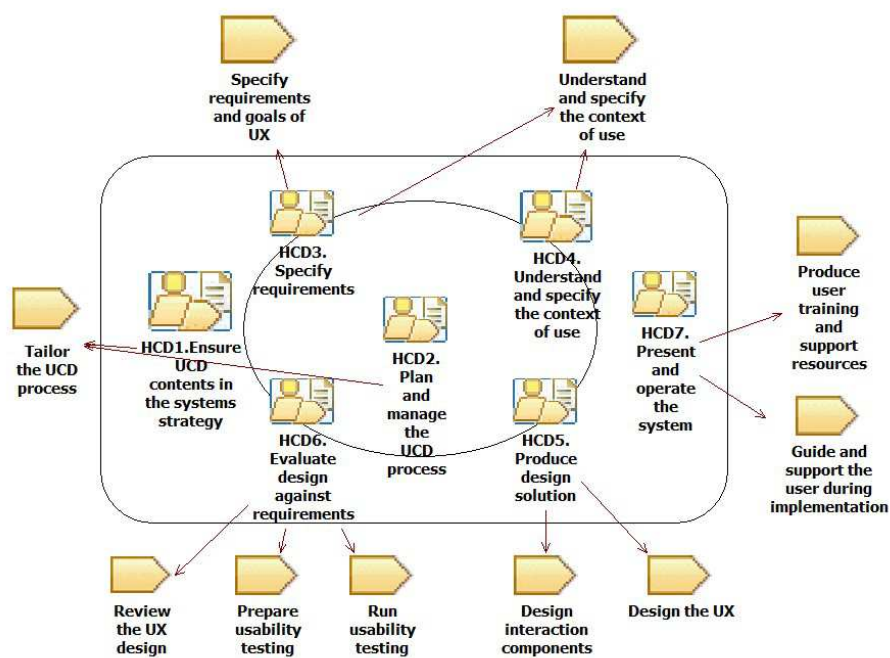 Specify
requirements
and goals of
UX
Understand
and specify
the context
of use
HCD3.
Specify
requirements
HCD4.
Understand
and specify
the context
of use
Tailor
the UCD
process
HCD1.Ensure
UCD
contents in
the systems
strategy
HCD2.
Plan
and
manage
the
UCD
process
HCD7.
Present
and
operate
the
system
Produce
user
training
and
support
resources
HCD6.
Evaluate
design
against
requirements
HCD5.
Produce
design
solution
Guide and
support the
user during
implementation
Review
the UX
design
Prepare
usability
testing
Run
usability
testing
Design
interaction
components
Design the UX